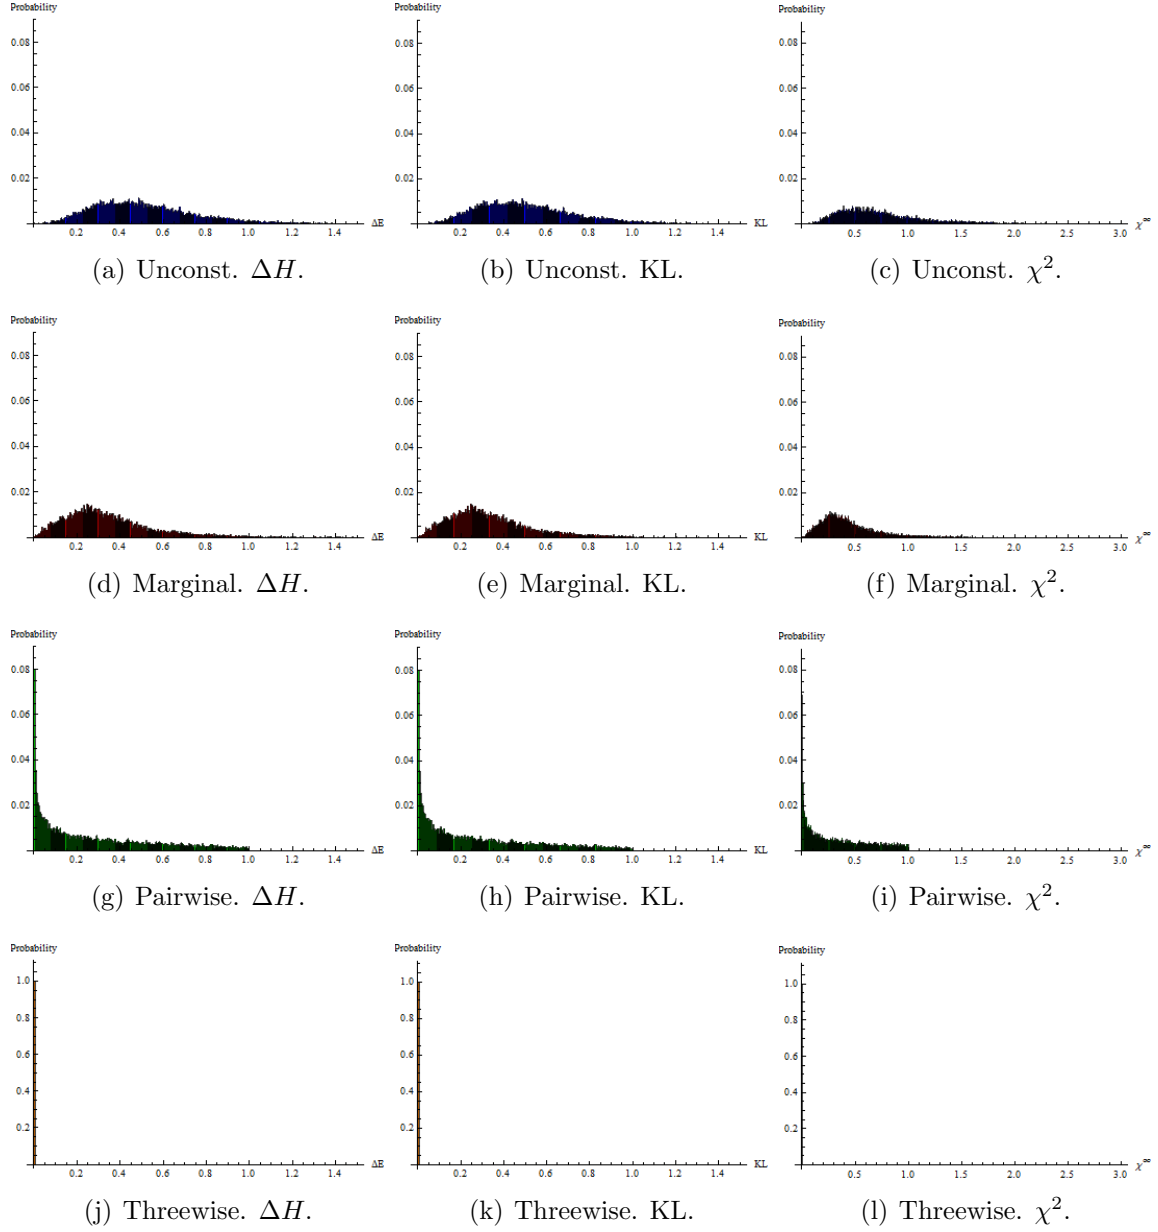 Probability Probability Probability
0.08 0.08 0.08
0.06 0.06 0.06
0.04 0.04 0.04
0.02 0.02 0.02
0.2 0.4 0.6 0.8 1.0 1.2 1.4 ΔE 0.2 0.4 0.6 0.8 1.0 1.2 1.4 KL 0.5 1.0 1.5 2.0 2.5 3.0 χ^∞
(a) Unconst. ΔH. (b) Unconst. KL. (c) Unconst. χ².
Probability Probability Probability
0.08 0.08 0.08
0.06 0.06 0.06
0.04 0.04 0.04
0.02 0.02 0.02
0.2 0.4 0.6 0.8 1.0 1.2 1.4 ΔE 0.2 0.4 0.6 0.8 1.0 1.2 1.4 KL 0.5 1.0 1.5 2.0 2.5 3.0 χ^∞
(d) Marginal. ΔH. (e) Marginal. KL. (f) Marginal. χ².
Probability Probability Probability
0.08 0.08 0.08
0.06 0.06 0.06
0.04 0.04 0.04
0.02 0.02 0.02
0.2 0.4 0.6 0.8 1.0 1.2 1.4 ΔE 0.2 0.4 0.6 0.8 1.0 1.2 1.4 KL 0.5 1.0 1.5 2.0 2.5 3.0 χ^∞
(g) Pairwise. ΔH. (h) Pairwise. KL. (i) Pairwise. χ².
Probability Probability Probability
1.0 1.0 1.0
0.8 0.8 0.8
0.6 0.6 0.6
0.4 0.4 0.4
0.2 0.2 0.2
0.2 0.4 0.6 0.8 1.0 1.2 1.4 ΔE 0.2 0.4 0.6 0.8 1.0 1.2 1.4 KL 0.5 1.0 1.5 2.0 2.5 3.0 χ^∞
(j) Threewise. ΔH. (k) Threewise. KL. (l) Threewise. χ².